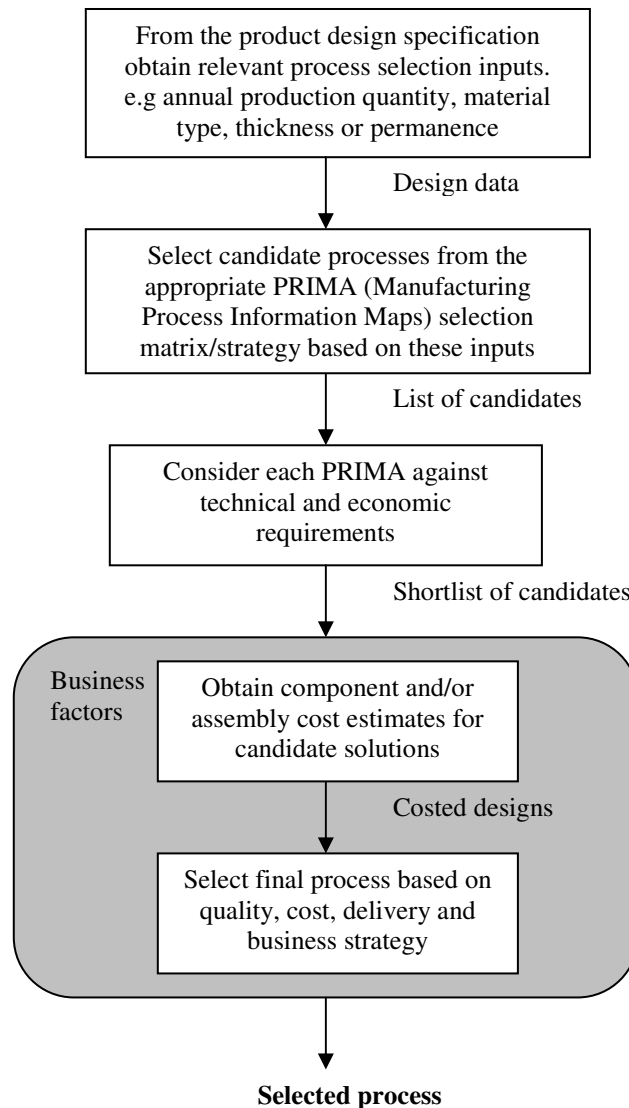 From the product design specification
obtain relevant process selection inputs.
e.g annual production quantity, material
type, thickness or permanence
Design data
Select candidate processes from the
appropriate PRIMA (Manufacturing
Process Information Maps) selection
matrix/strategy based on these inputs
List of candidates
Consider each PRIMA against
technical and economic
requirements
Shortlist of candidates
Business
factors
Obtain component and/or
assembly cost estimates for
candidate solutions
Costed designs
Select final process based on
quality, cost, delivery and
business strategy
Selected process